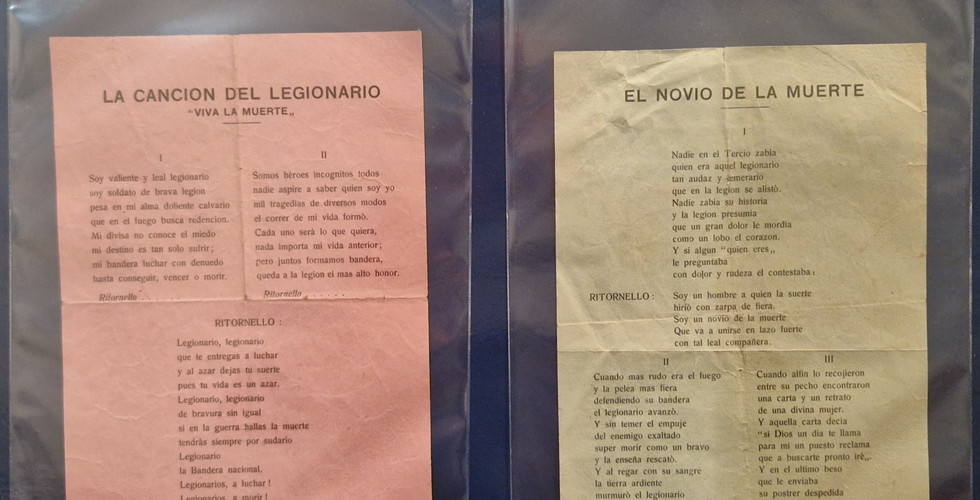 LA CANCION DEL LEGIONARIO
"VIVA LA MUERTE„
I
Soy valiente y leal legionario
soy soldato de brava legion
pesa en mi alma doliente calvario
que en el fuego busca redencion.
Mi divisa no conoce el miedo
mi destino es tan solo sufrir;
mi bandera luchar con denuedo
hasta conseguir, vencer o morir.
Ritornello
II
Somos bèroes incognitos todos
nadie aspire a saber quien soy yo
mil tragedias de diversos modos
el correr de mi vida formò.
Cada uno serà lo que quiera,
nada importa mi vida anterior;
pero juntos formamos bandera,
queda a la legion el mas alto honor.
Ritornello . . . . . .
RITORNELLO :
Legionario, legionario
que te entregas a luchar
y al azar dejas tu suerte
pues tu vida es un azar.
Legionario, legionario
de bravura sin igual
si en la guerra hallas la muerte
tendràs siempre por sudario
Legionario
la Bandera nacional.
Legionarios, a luchar !
Legionarios, a morir !
EL NOVIO DE LA MUERTE
I
Nadie en el Tercio zabia
quien era aquel legionario
tan audaz y temerario
que en la legion se alistò.
Nadie zabia su historia
y la legion presumia
que un gran dolor le mordia
como un lobo el corazon.
Y si algun "quien eres„
le preguntaba
con dolor y rudeza el contestaba:
RITORNELLO :
Soy un hombre a quien la suerte
hiriò con zarpa de fiera.
Soy un novio de la muerte
Que va a unirse en lazo fuerte
con tal leal compañera.
II
Cuando mas rudo era el fuego
y la pelea mas fiera
defendiendo su bandera
el legionario avanzò.
Y sin temer el empuje
del enemigo exaltado
super morir como un bravo
y la enseña rescatò.
Y al regar con su sangre
la tierra ardiente
murmurò el legionario
III
Cuando alfin lo recojieron
entre su pecho encontraron
una carta y un retrato
de una divina mujer.
Y aquella carta decia
"si Dios un dia te llama
para mi un puesto reclama
que a buscarte pronto irè„.
Y en el ultimo beso
que le enviaba
su postrer despedida